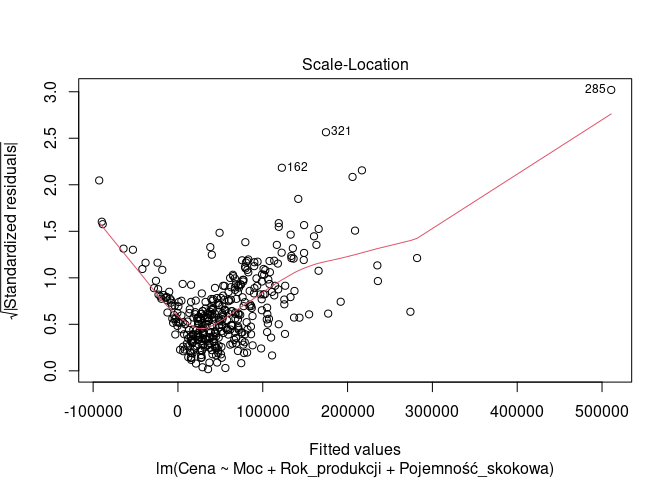 Scale-Location
√|Standardized residuals|
3.0
2.5
2.0
1.5
1.0
0.5
0.0
285
321
162
-100000 0 100000 200000 300000 400000 500000
Fitted values
lm(Cena ~ Moc + Rok_produkcji + Pojemność_skokowa)